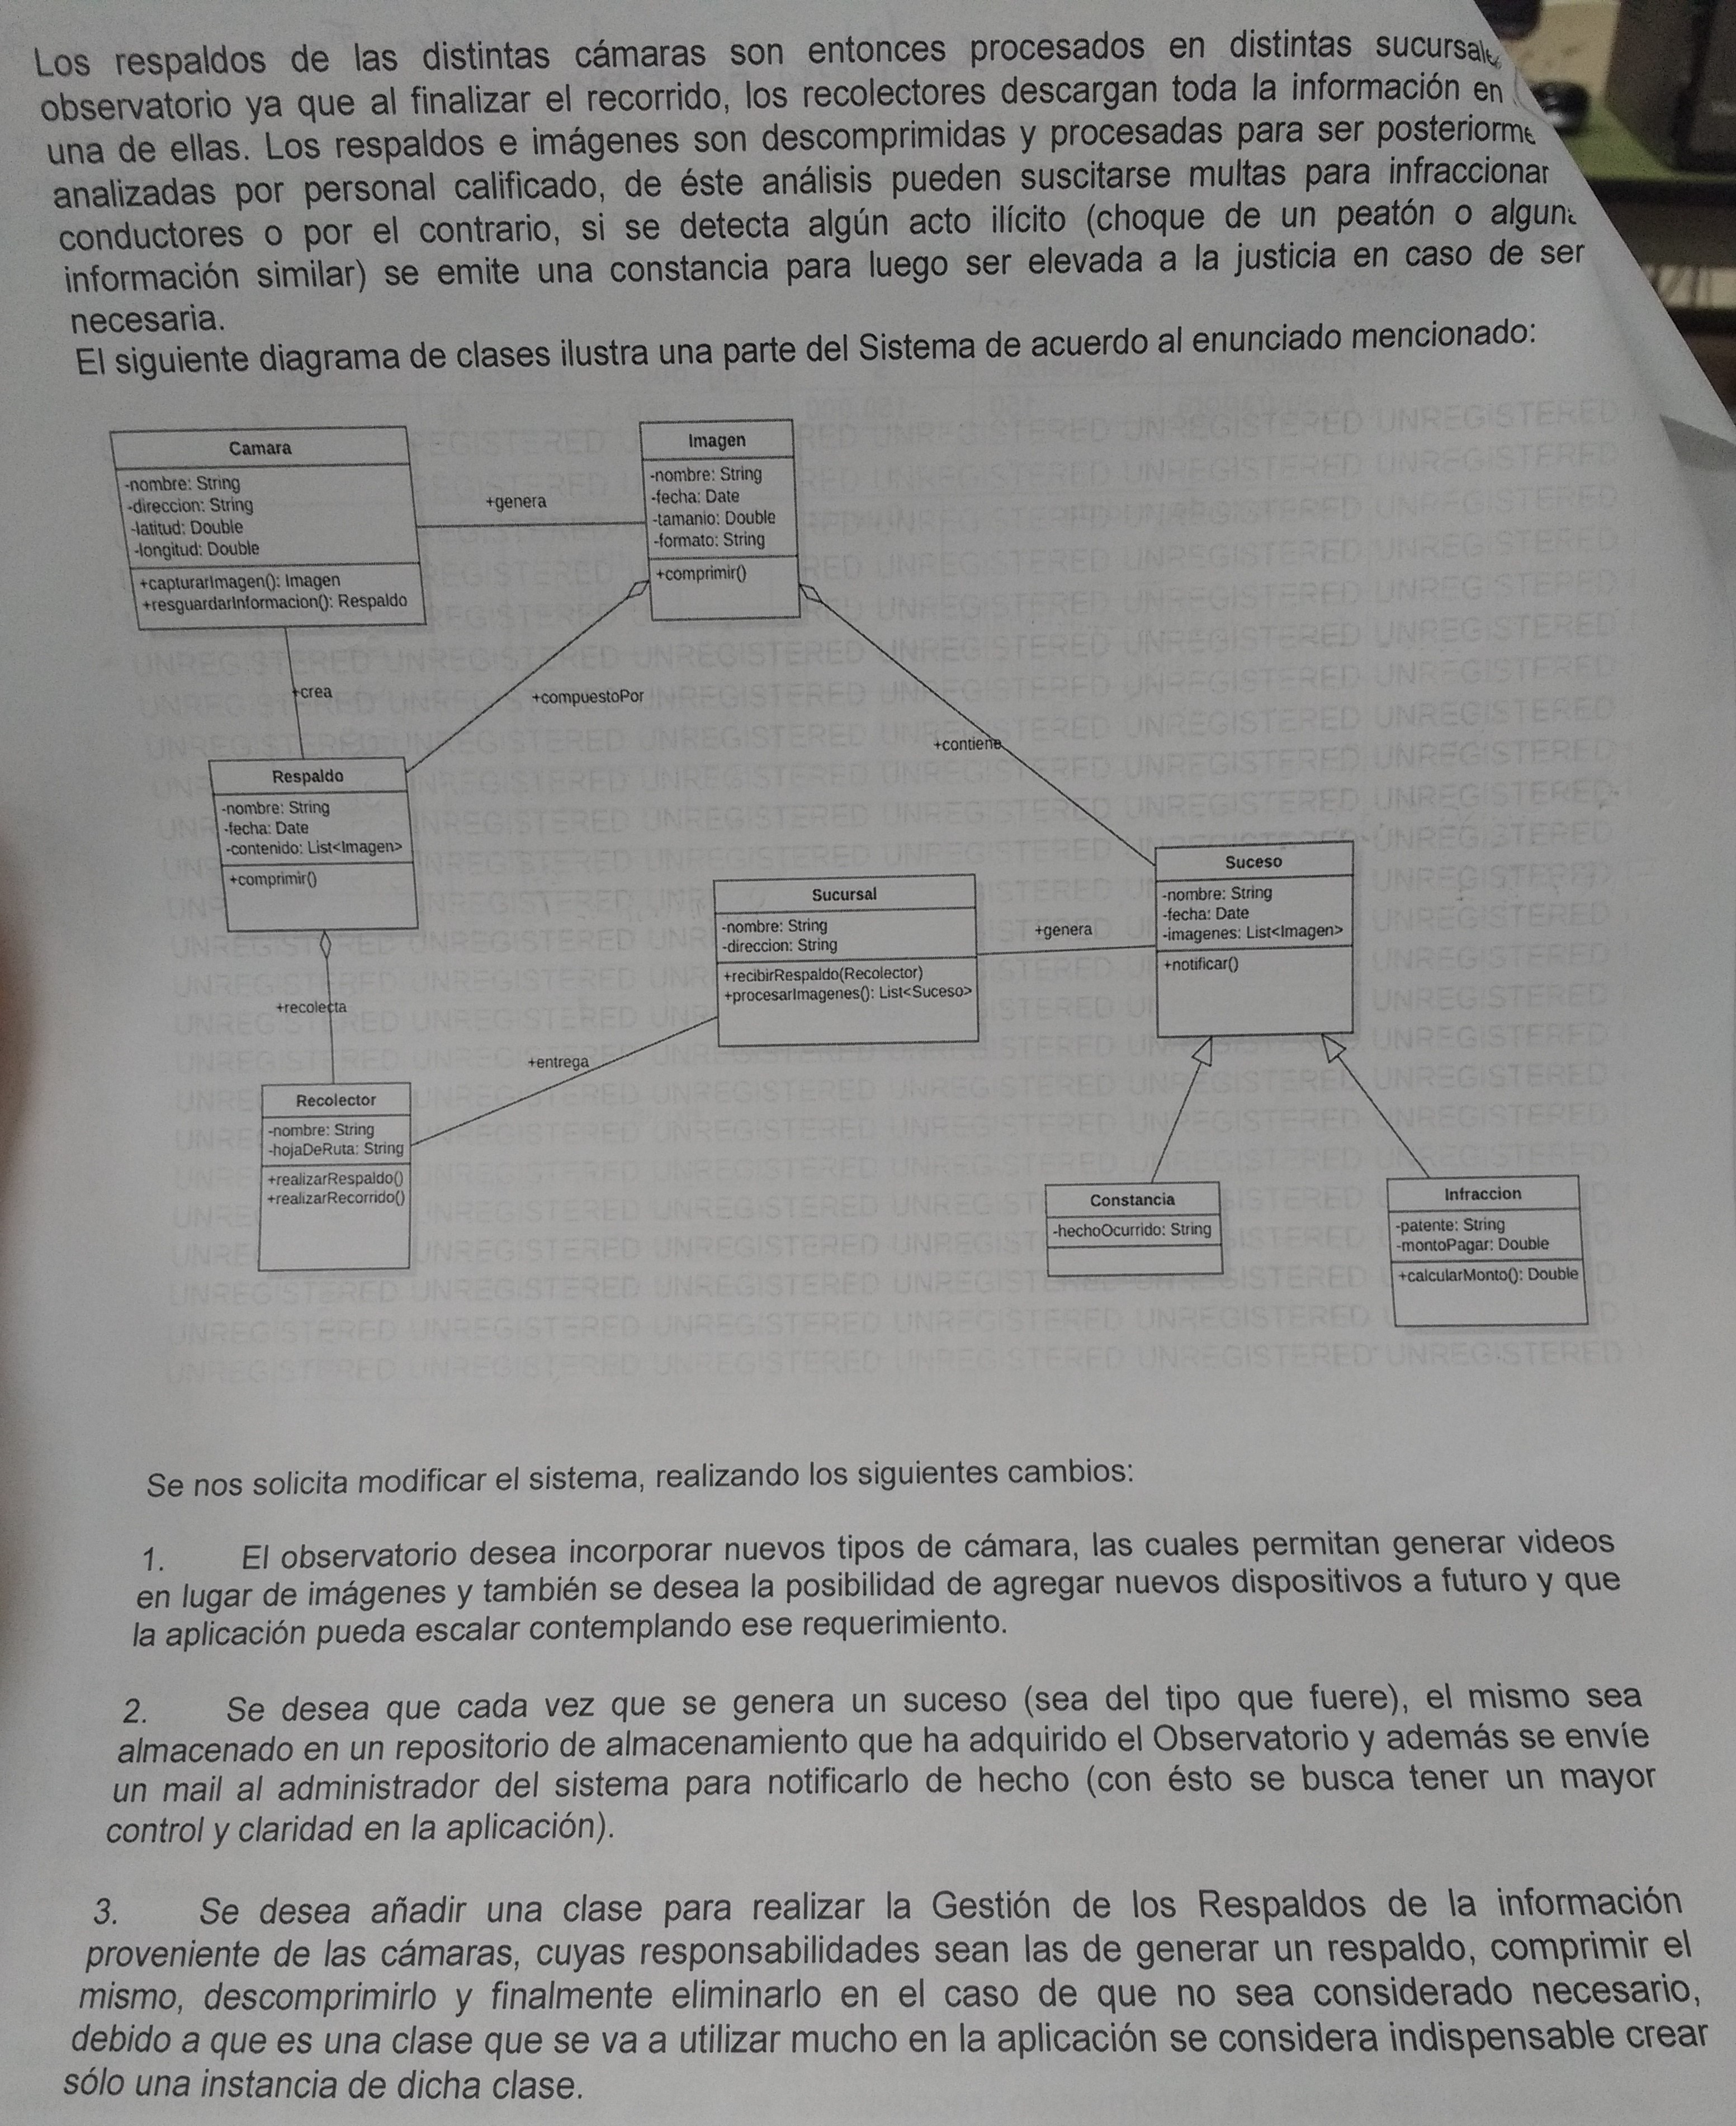 Los respaldos de las distintas cámaras son entonces procesados en distintas
observatorio ya que al finalizar el recorrido, los recolectores descargan toda la información en
una de ellas. Los respaldos e imágenes son descomprimidas y procesadas para ser
analizadas por personal calificado, de éste análisis pueden suscitarse multas para infraccionar
conductores o por el contrario, si se detecta algún acto ilícito (choque de un peatón o
información similar) se emite una constancia para luego ser elevada a la justicia en caso de ser
necesaria.
El siguiente diagrama de clases ilustra una parte del Sistema de acuerdo al enunciado mencionado:
Camara
-nombre: String
-direccion: String
-latitud: Double
-longitud: Double
+capturarImagen(): Imagen
+resguardarInformacion(): Respaldo
+genera
Imagen
-nombre: String
-fecha: Date
-tamanio: Double
-formato: String
+comprimir()
+crea
+compuestoPor
+contiene
Respaldo
-nombre: String
-fecha: Date
-contenido: List<Imagen>
+comprimir()
Sucursal
-nombre: String
-direccion: String
+recibirRespaldo(Recolector)
+procesarImagenes(): List<Suceso>
+genera
Suceso
-nombre: String
-fecha: Date
-imagenes: List<Imagen>
+notificar()
+recolecta
+entrega
Recolector
-nombre: String
-hojaDeRuta: String
+realizarRespaldo()
+realizarRecorrido()
Constancia
-hechoOcurrido: String
Infraccion
-patente: String
-montoPagar: Double
+calcularMonto(): Double
Se nos solicita modificar el sistema, realizando los siguientes cambios:
1. El observatorio desea incorporar nuevos tipos de cámara, las cuales permitan generar videos
en lugar de imágenes y también se desea la posibilidad de agregar nuevos dispositivos a futuro y que
la aplicación pueda escalar contemplando ese requerimiento.
2. Se desea que cada vez que se genera un suceso (sea del tipo que fuere), el mismo sea
almacenado en un repositorio de almacenamiento que ha adquirido el Observatorio y además se envíe
un mail al administrador del sistema para notificarlo de hecho (con ésto se busca tener un mayor
control y claridad en la aplicación).
3. Se desea añadir una clase para realizar la Gestión de los Respaldos de la información
proveniente de las cámaras, cuyas responsabilidades sean las de generar un respaldo, comprimir el
mismo, descomprimirlo y finalmente eliminarlo en el caso de que no sea considerado necesario,
debido a que es una clase que se va a utilizar mucho en la aplicación se considera indispensable crear
sólo una instancia de dicha clase.